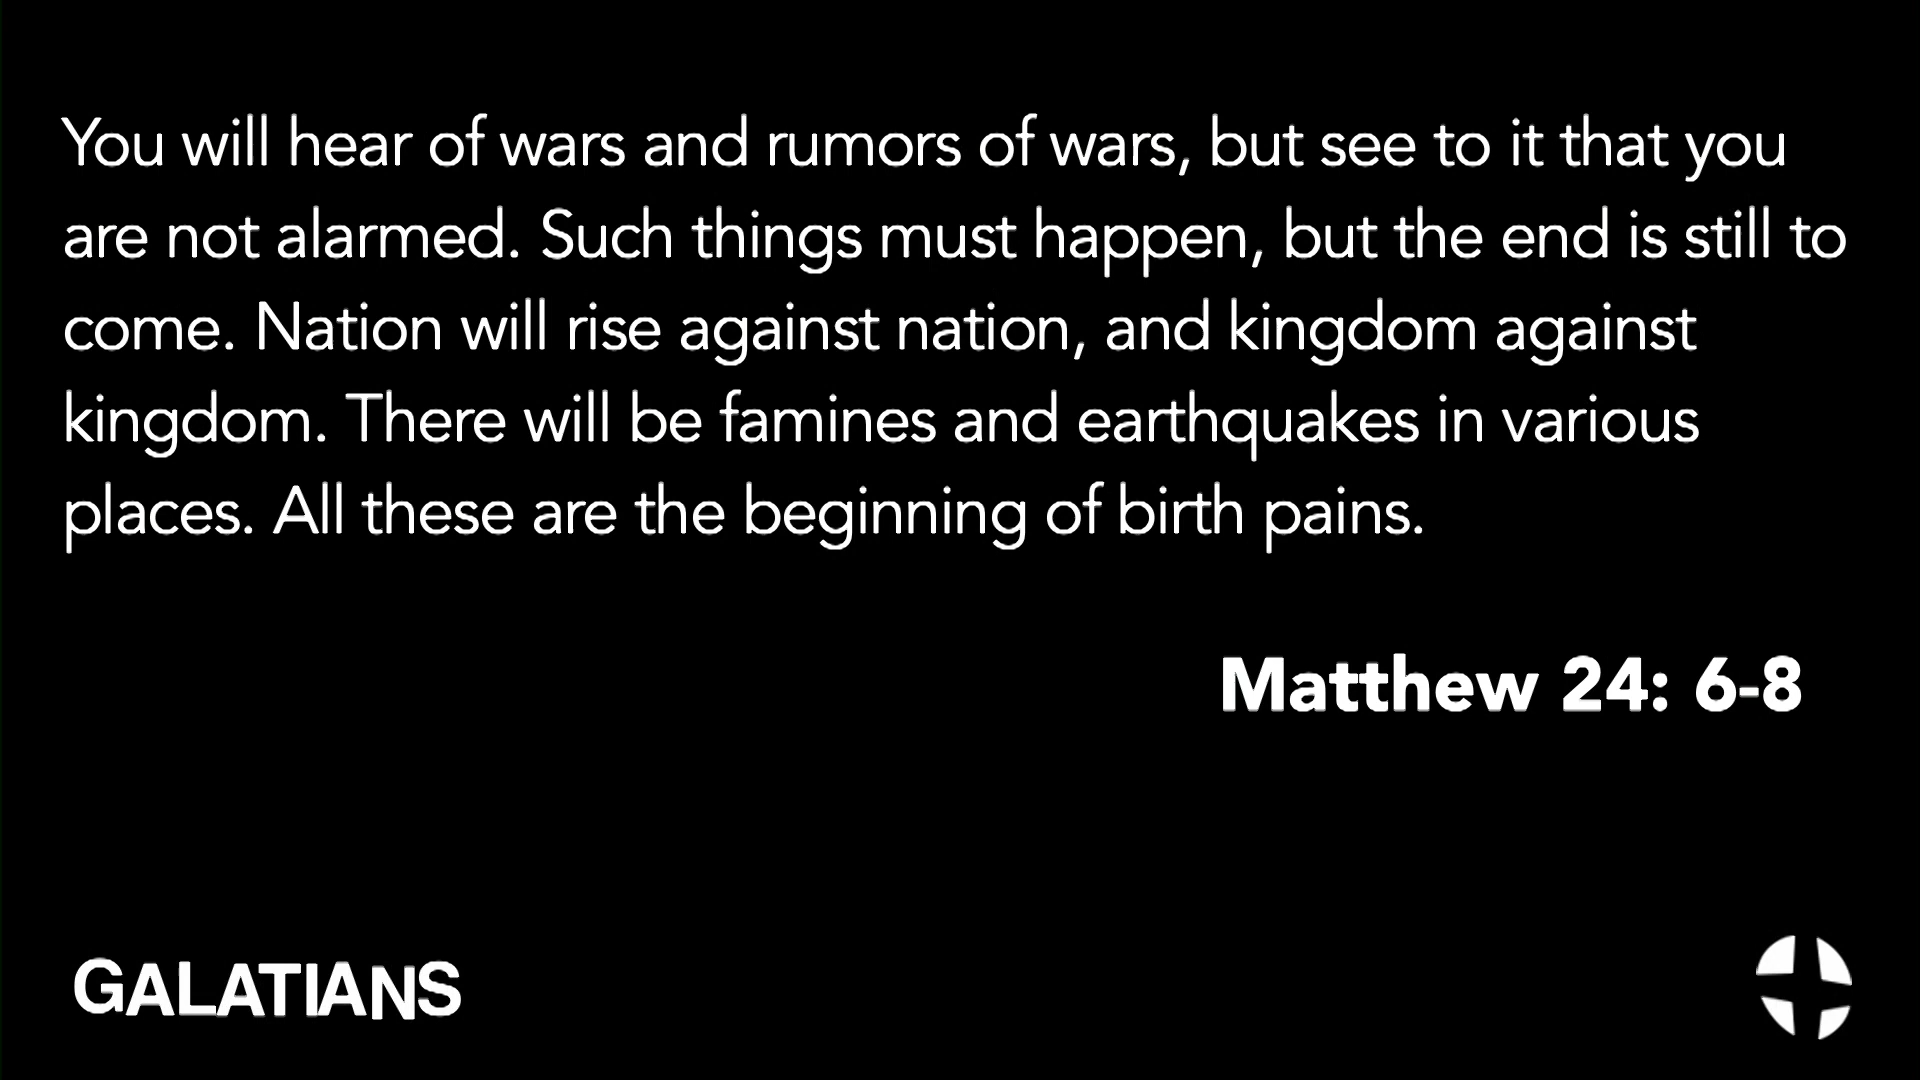 You will hear of wars and rumors of wars, but see to it that you
are not alarmed. Such things must happen, but the end is still to
come. Nation will rise against nation, and kingdom against
kingdom. There will be famines and earthquakes in various
places. All these are the beginning of birth pains.
Matthew 24: 6-8
GALATIANS